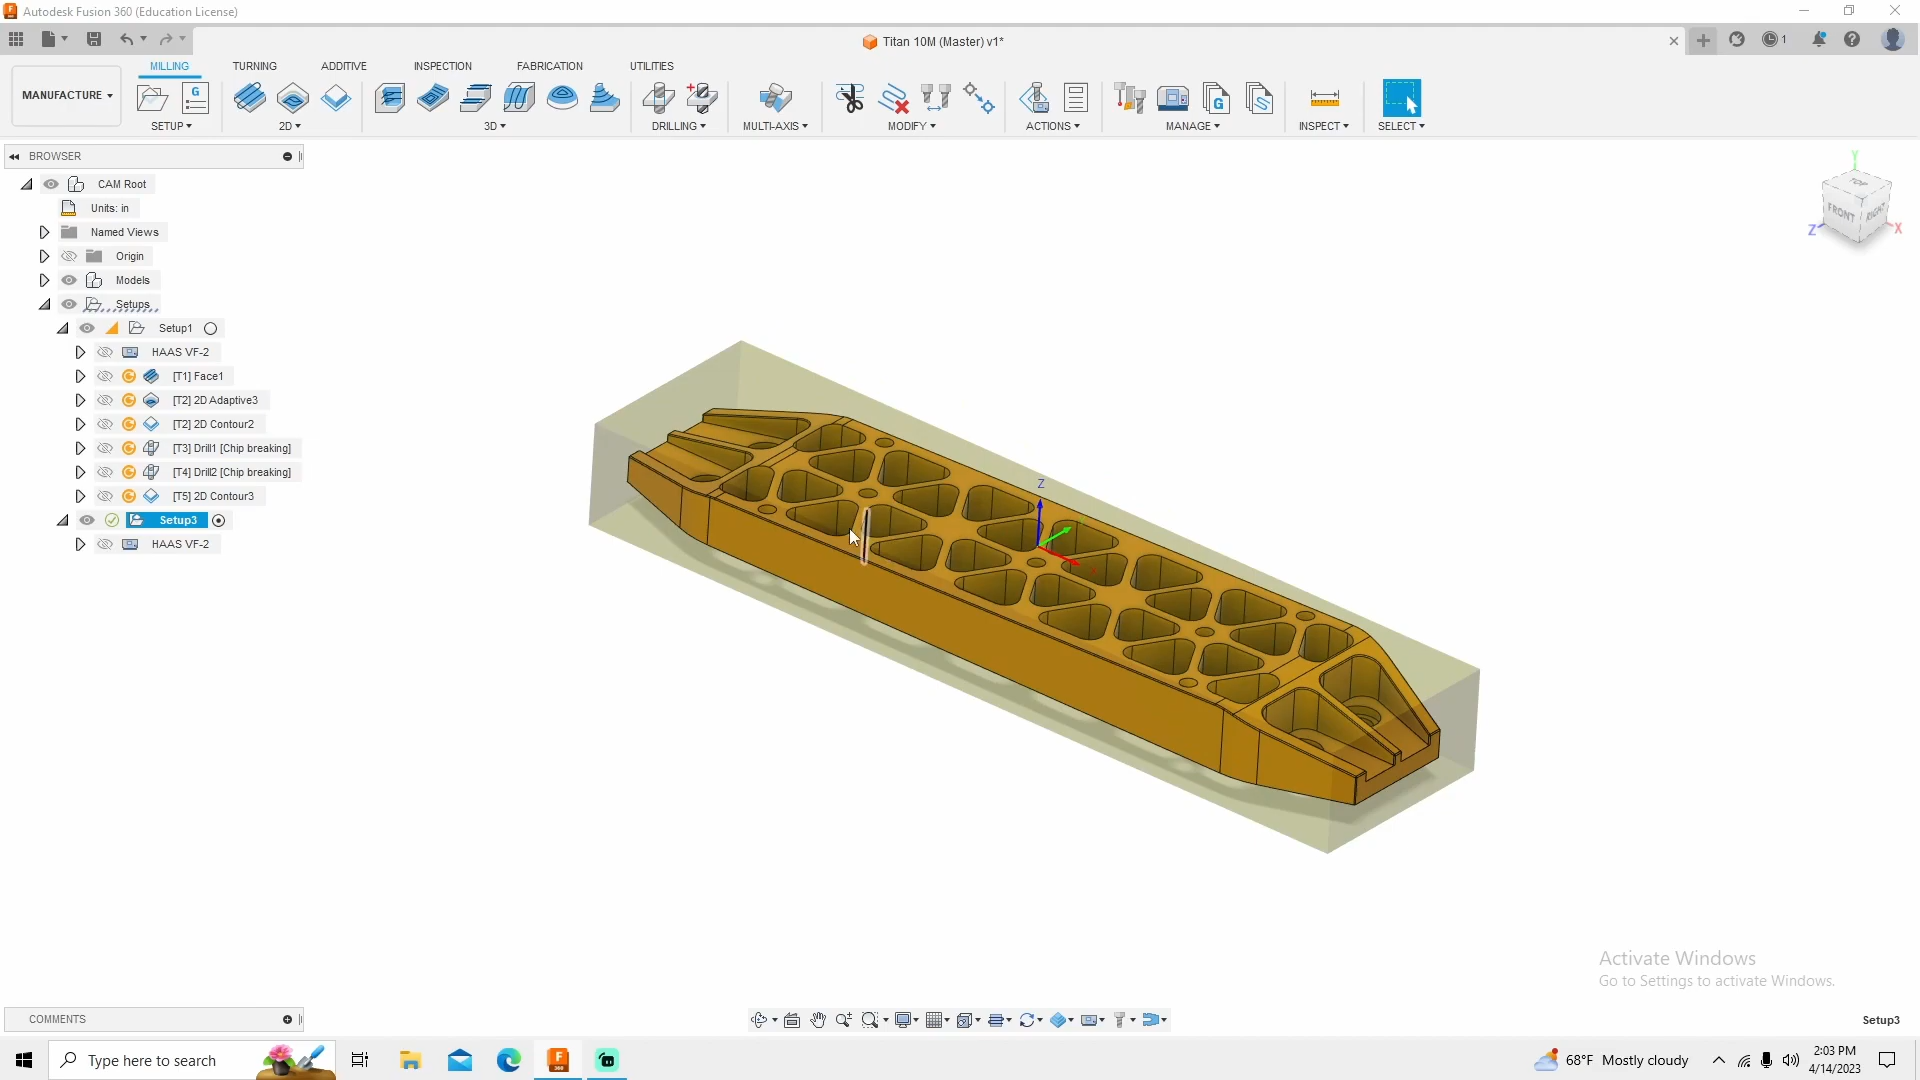 Autodesk Fusion 360 (Education License)
Titan 10M (Master) v1*
1
MANUFACTURE
MILLING
TURNING
ADDITIVE
INSPECTION
FABRICATION
UTILITIES
SETUP
2D
3D
DRILLING
MULTI-AXIS
MODIFY
ACTIONS
MANAGE
INSPECT
SELECT
BROWSER
CAM Root
Units: in
Named Views
Origin
Models
Setups
Setup1
HAAS VF-2
[T1] Face1
[T2] 2D Adaptive3
[T2] 2D Contour2
[T3] Drill1 [Chip breaking]
[T4] Drill2 [Chip breaking]
[T5] 2D Contour3
Setup3
HAAS VF-2
Z
X
Y
TOP
FRONT
RIGHT
Z
X
Activate Windows
Go to Settings to activate Windows.
COMMENTS
Setup3
Type here to search
68°F Mostly cloudy
2:03 PM
4/14/2023